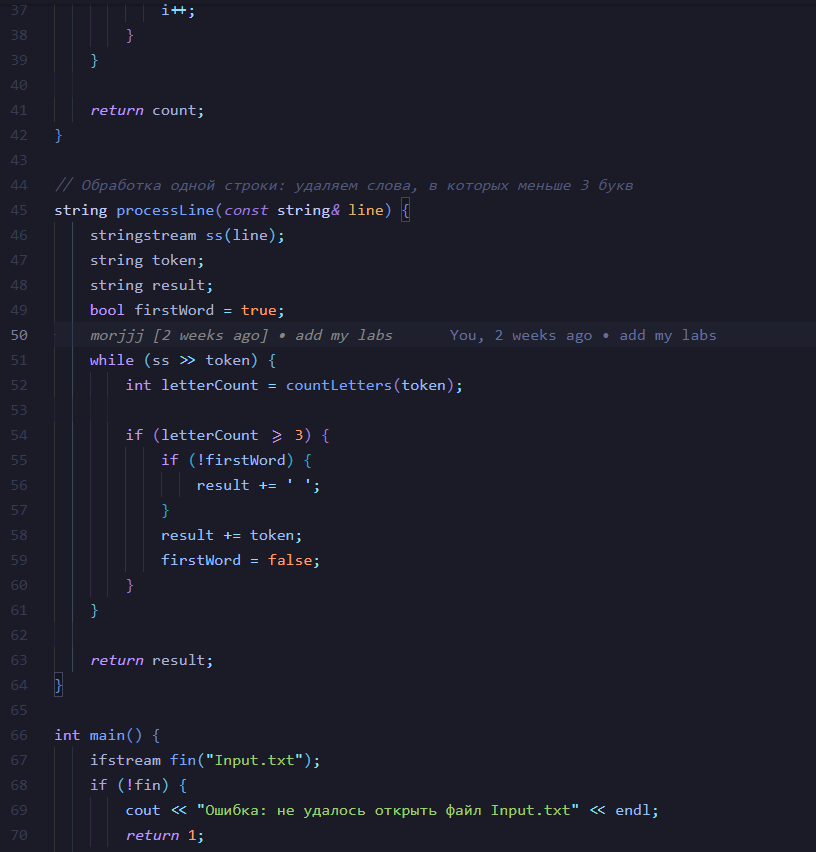 37 i++;
38 }
39 }
40
41 return count;
42 }
43
44 // Обработка одной строки: удаляем слова, в которых меньше 3 букв
45 string processLine(const string& line) {
46 stringstream ss(line);
47 string token;
48 string result;
49 bool firstWord = true;
50 morjjj [2 weeks ago] • add my labs You, 2 weeks ago • add my labs
51 while (ss >> token) {
52 int letterCount = countLetters(token);
53
54 if (letterCount >= 3) {
55 if (!firstWord) {
56 result += ' ';
57 }
58 result += token;
59 firstWord = false;
60 }
61 }
62
63 return result;
64 }
65
66 int main() {
67 ifstream fin("Input.txt");
68 if (!fin) {
69 cout << "Ошибка: не удалось открыть файл Input.txt" << endl;
70 return 1;